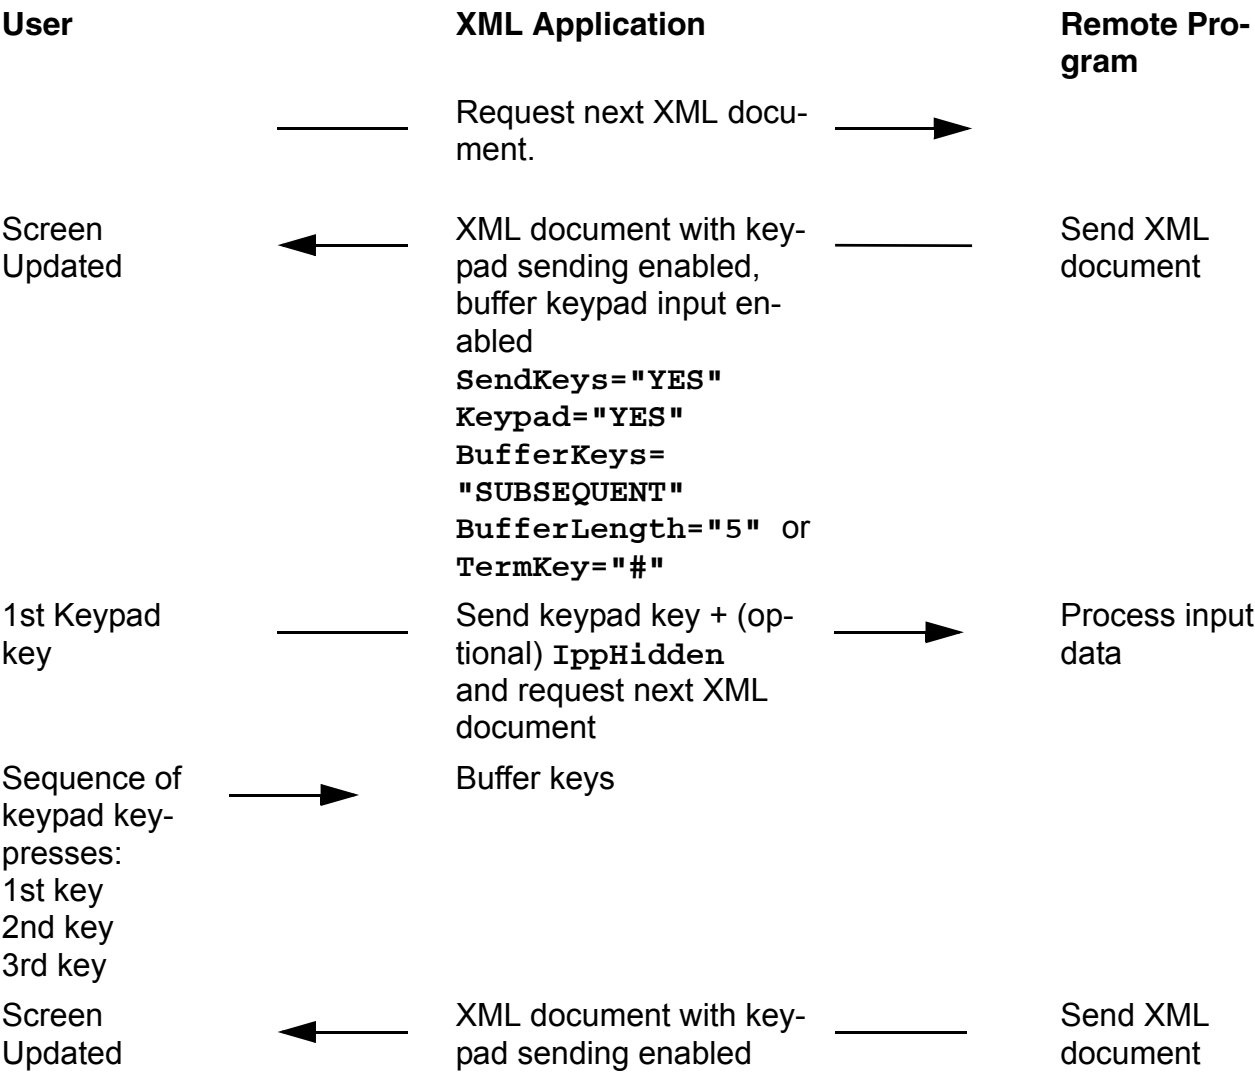 User
XML Application
Remote Pro-
gram
Request next XML docu-
ment.
Screen
Updated
XML document with key-
pad sending enabled,
buffer keypad input en-
abled
SendKeys="YES"
Keypad="YES"
BufferKeys=
"SUBSEQUENT"
BufferLength="5" or
TermKey="#"
Send XML
document
1st Keypad
key
Send keypad key + (op-
tional) IppHidden
and request next XML
document
Process input
data
Sequence of
keypad key-
presses:
1st key
2nd key
3rd key
Buffer keys
Screen
Updated
XML document with key-
pad sending enabled
Send XML
document